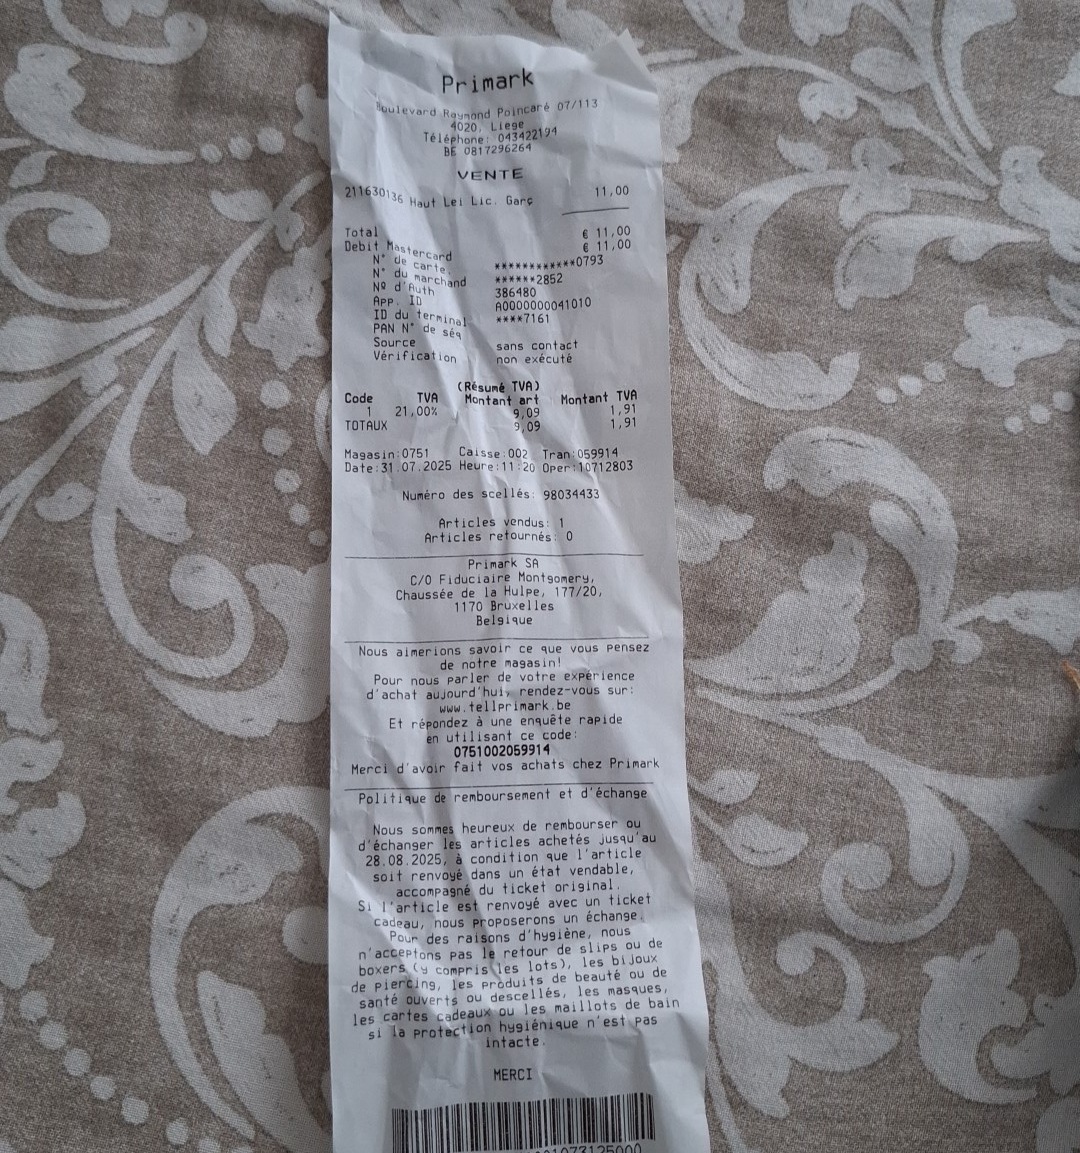 Primark
Boulevard Raymond Poincaré 07/113
4020, Liege
Téléphone: 043422194
BE 0817296264
VENTE
211630136 Haut Lei Lic. Garç 11,00
Total € 11,00
Debit Mastercard € 11,00
N° de carte. ************0793
N° du marchand ******2852
Nº d'Auth 386480
App. ID A0000000041010
ID du terminal ****7161
PAN N° de séq
Source sans contact
Vérification non exécuté
(Résumé TVA)
Code TVA Montant art Montant TVA
1 21,00% 9,09 1,91
TOTAUX 9,09 1,91
Magasin:0751 Caisse:002 Tran:059914
Date:31.07.2025 Heure:11:20 Oper:10712803
Numéro des scellés: 98034433
Articles vendus: 1
Articles retournés: 0
Primark SA
C/O Fiduciaire Montgomery,
Chaussée de la Hulpe, 177/20,
1170 Bruxelles
Belgique
Nous aimerions savoir ce que vous pensez
de notre magasin!
Pour nous parler de votre expérience
d'achat aujourd'hui, rendez-vous sur:
www.tellprimark.be
Et répondez à une enquête rapide
en utilisant ce code:
0751002059914
Merci d'avoir fait vos achats chez Primark
Politique de remboursement et d'échange
Nous sommes heureux de rembourser ou
d'échanger les articles achetés jusqu'au
28.08.2025, à condition que l'article
soit renvoyé dans un état vendable,
accompagné du ticket original.
Si l'article est renvoyé avec un ticket
cadeau, nous proposerons un échange.
Pour des raisons d'hygiène, nous
n'acceptons pas le retour de slips ou de
boxers (y compris les lots), les bijoux
de piercing, les produits de beauté ou de
santé ouverts ou descellés, les masques,
les cartes cadeaux ou les maillots de bain
si la protection hygiénique n'est pas
intacte.
MERCI